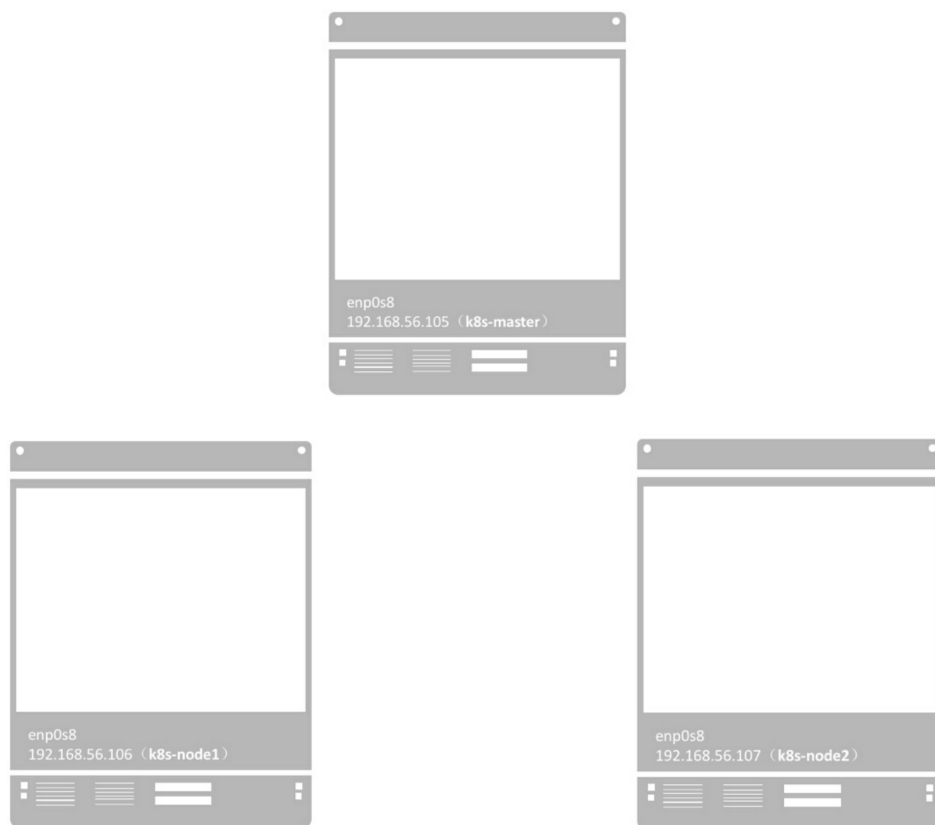 enp0s8
192.168.56.105（k8s-master）
enp0s8
192.168.56.106（k8s-node1）
enp0s8
192.168.56.107（k8s-node2）